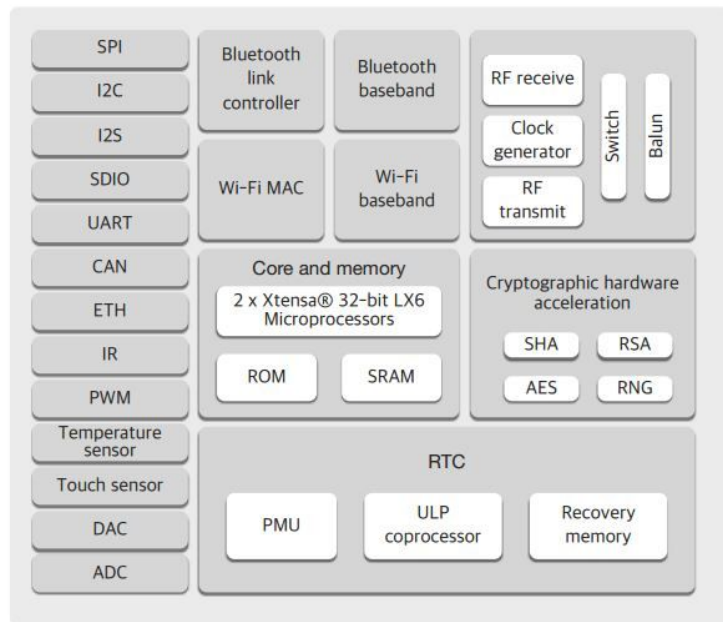 SPI
I2C
I2S
SDIO
UART
CAN
ETH
IR
PWM
Temperature
sensor
Touch sensor
DAC
ADC
Bluetooth
link
controller
Bluetooth
baseband
Wi-Fi MAC
Wi-Fi
baseband
RF receive
Clock
generator
RF
transmit
Switch
Balun
Core and memory
2 x Xtensa® 32-bit LX6
Microprocessors
ROM
SRAM
Cryptographic hardware
acceleration
SHA
RSA
AES
RNG
RTC
PMU
ULP
coprocessor
Recovery
memory